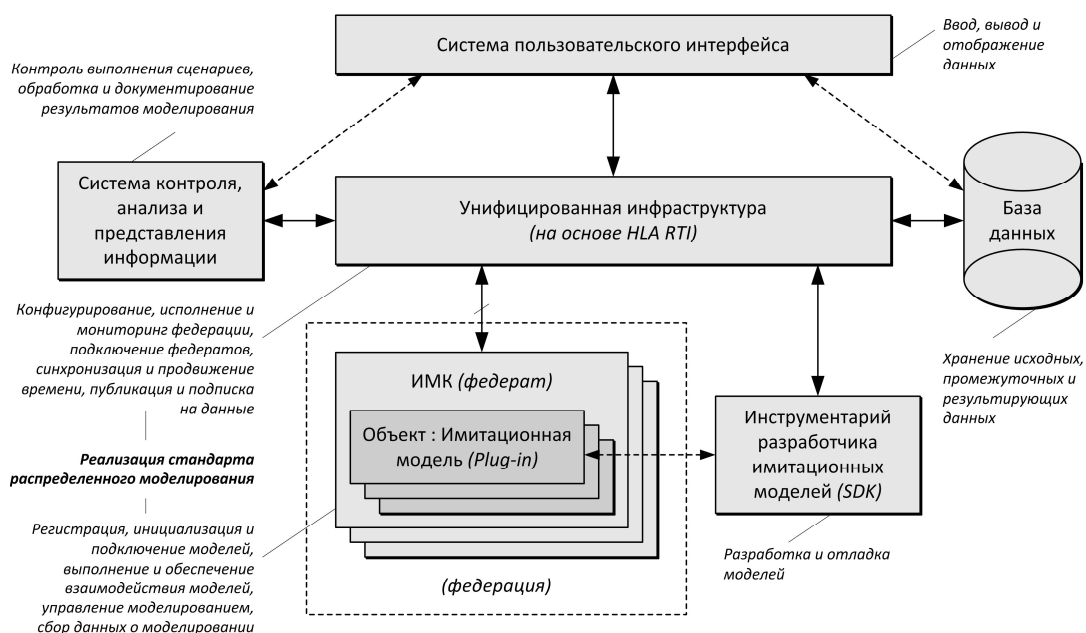 Система пользовательского интерфейса
Ввод, вывод и
отображение
данных
Контроль выполнения сценариев,
обработка и документирование
результатов моделирования
Система контроля,
анализа и
представления
информации
Унифицированная инфраструктура
(на основе HLA RTI)
База
данных
Конфигурирование, исполнение и
мониторинг федерации,
подключение федератов,
синхронизация и продвижение
времени, публикация и подписка
на данные
Реализация стандарта
распределенного моделирования
Регистрация, инициализация и
подключение моделей,
выполнение и обеспечение
взаимодействия моделей,
управление моделированием,
сбор данных о моделировании
ИМК (федерат)
Объект : Имитационная
модель (Plug-in)
(федерация)
Инструментарий
разработчика
имитационных
моделей (SDK)
Разработка и отладка
моделей
Хранение исходных,
промежуточных и
результирующих
данных